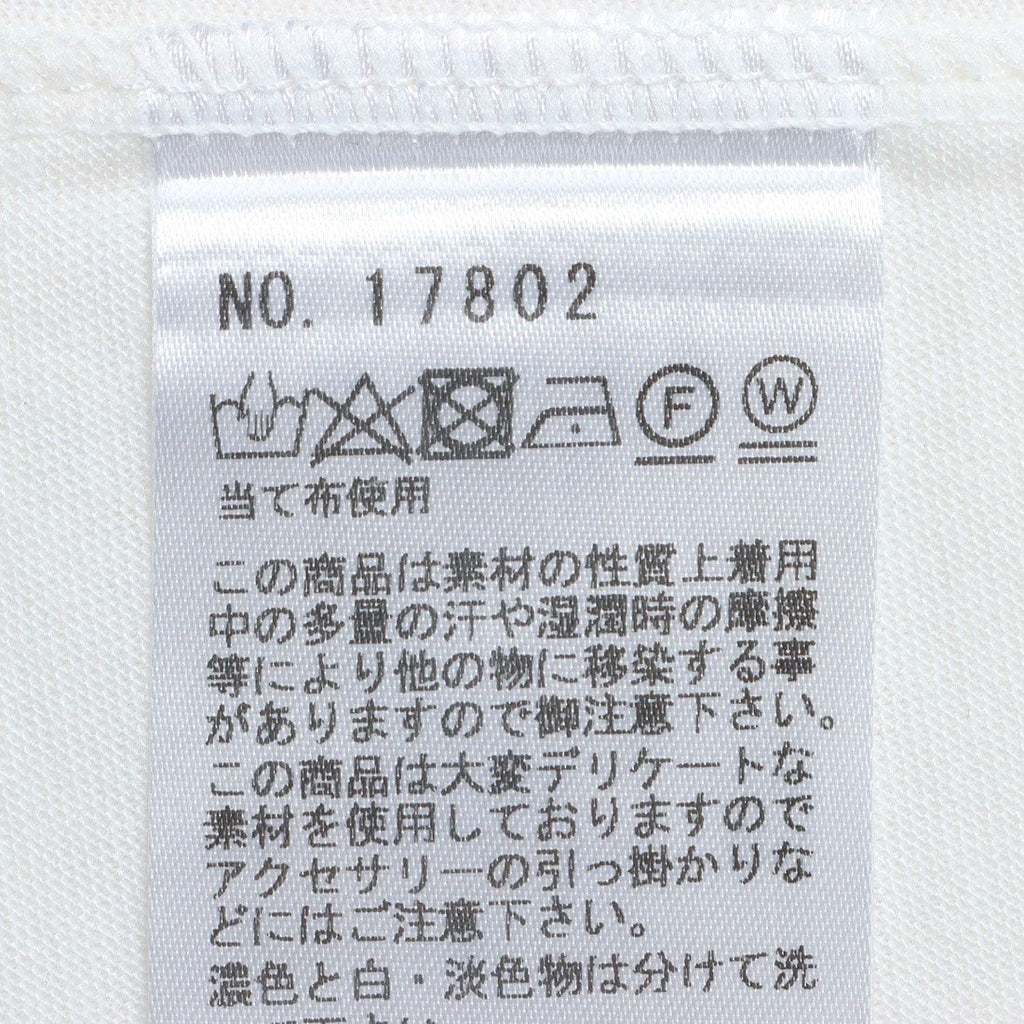 NO. 17802
F W
当て布使用
この商品は素材の性質上着用
中の多量の汗や湿潤時の摩擦
等により他の物に移染する事
がありますので御注意下さい。
この商品は大変デリケートな
素材を使用しておりますので
アクセサリーの引っ掛かりな
どにはご注意下さい。
濃色と白・淡色物は分けて洗